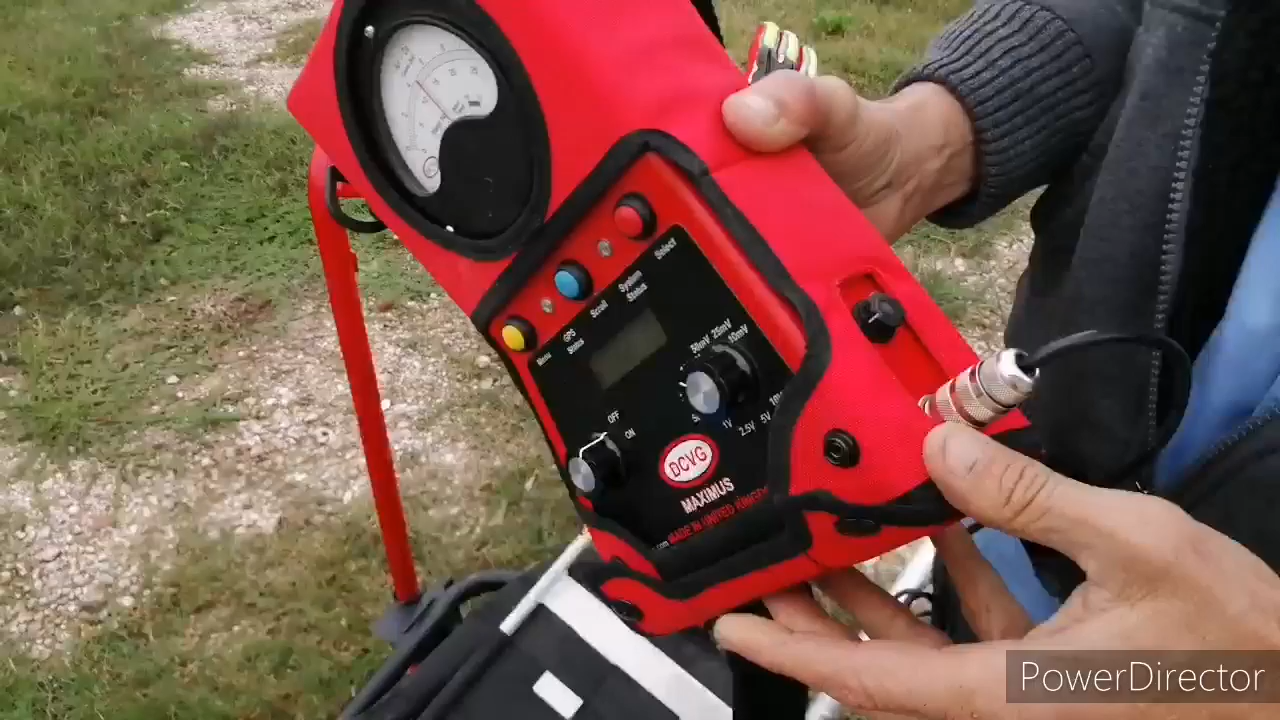 Select
System
Status
Scroll
GPS
Status
Menu
50mV 25mV
10mV
OFF
ON
1V
2.5V
5V
DCVG
MAXIMUS
MADE IN UNITED
PowerDirector